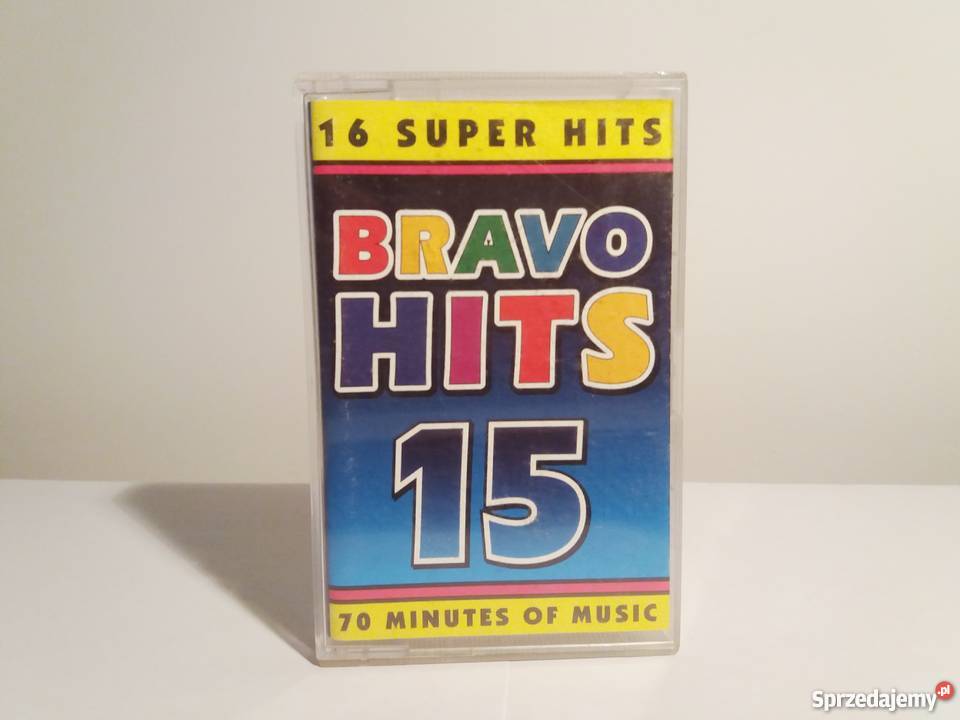 16 SUPER HITS
BRAVO
HITS
15
70 MINUTES OF MUSIC
Sprzedajemy.pl